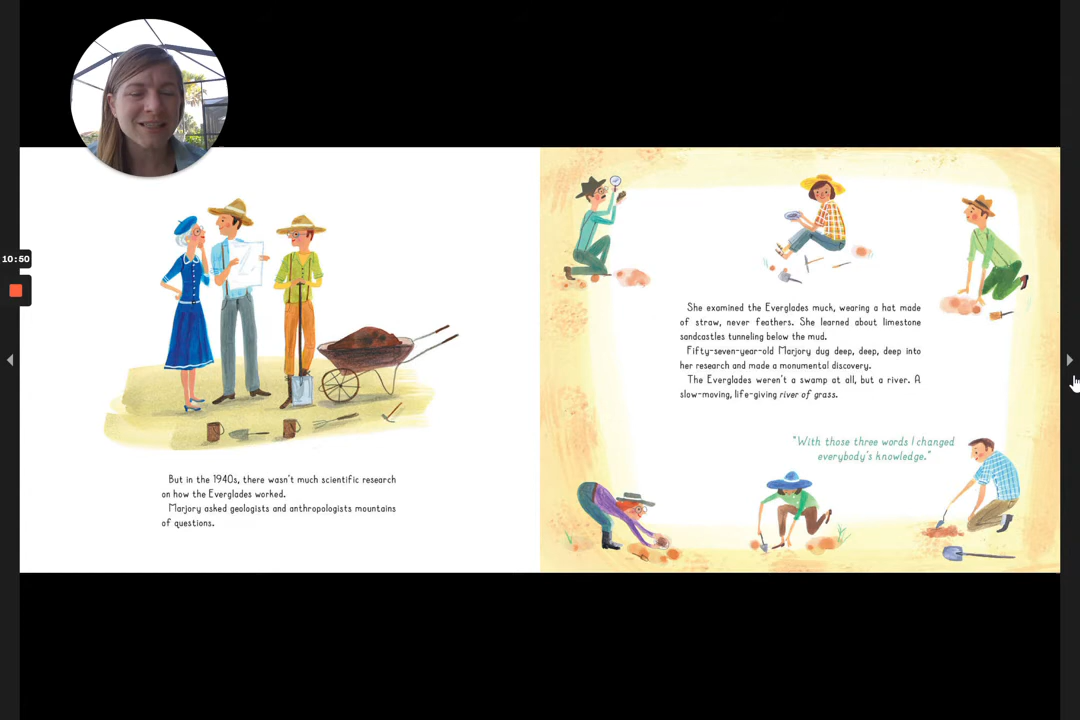 10:50
But in the 1940s, there wasn't much scientific research
on how the Everglades worked.
Marjory asked geologists and anthropologists mountains
of questions.
She examined the Everglades muck, wearing a hat made
of straw, never feathers. She learned about limestone
sandcastles tunneling below the mud.
Fifty-seven-year-old Marjory dug deep, deep, deep into
her research and made a monumental discovery.
The Everglades weren't a swamp at all, but a river. A
slow-moving, life-giving river of grass.
"With those three words I changed
everybody's knowledge."